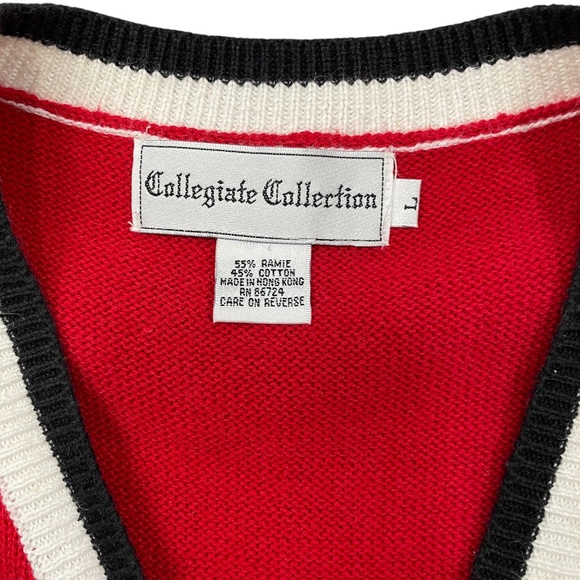 Collegiate Collection
L
55% RAMIE
45% COTTON
MADE IN HONG KONG
RN 86724
CARE ON REVERSE